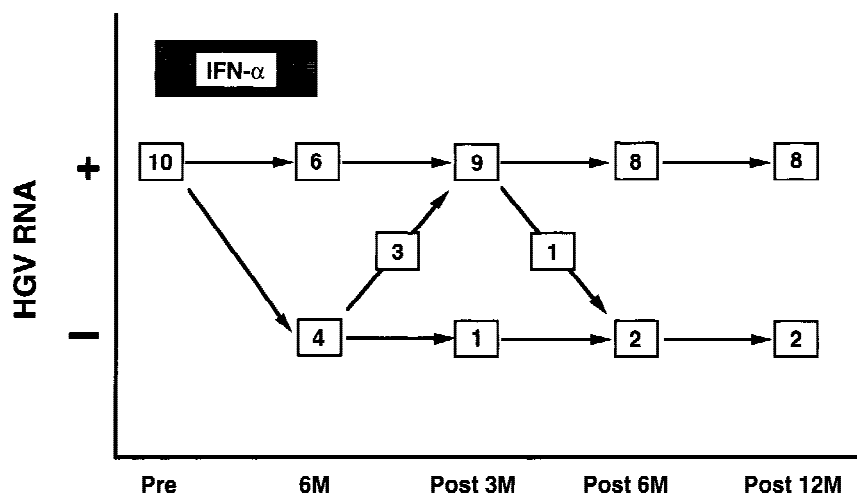 IFN-α
+ 10 6 9 8 8
3 1
HGV RNA
− 4 1 2 2
Pre 6M Post 3M Post 6M Post 12M